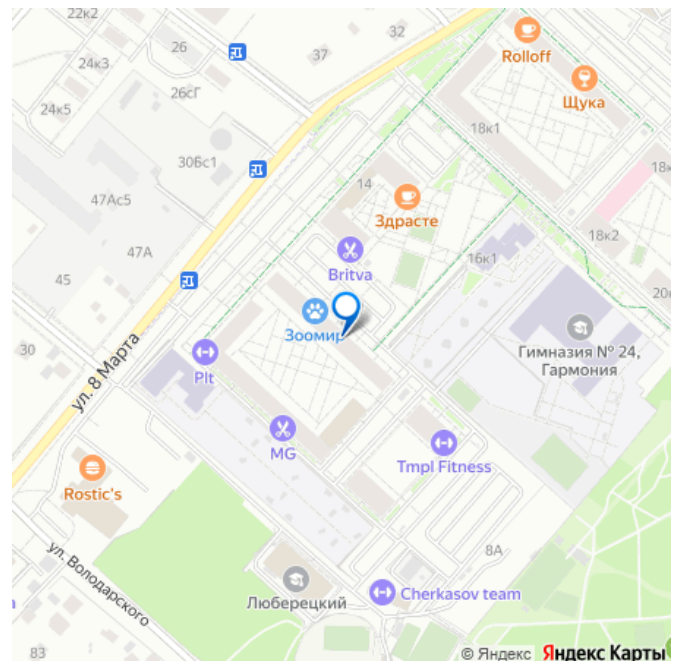 22к2
32
26
37
24к3
Rolloff
26сГ
Щука
24к5
18к1
30Бс1
18к
14
47Ас5
Здрасте
18к2
47А
Britva
16к1
45
20к
Зоомир
Гимназия № 24,
Гармония
30
ул. 8 Марта
Plt
MG
Tmpl Fitness
Rostic's
8А
ул. Володарского
Люберецкий
Cherkasov team
83
© Яндекс Яндекс Карты